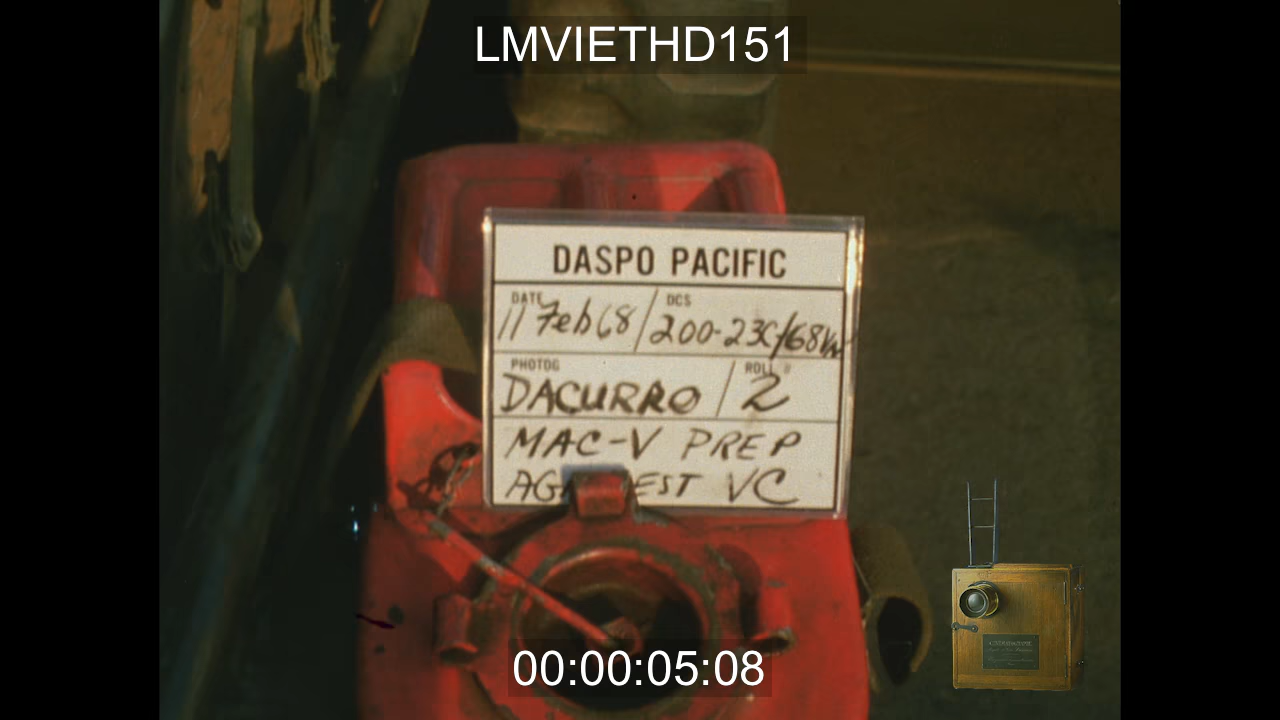 LMVIETHD151
DASPO PACIFIC
DATE DCS
11 Feb 68 / 200-23C/68
PHOTOG ROLL #
DACURRO / 2
MAC-V PREP
VC
00:00:05:08